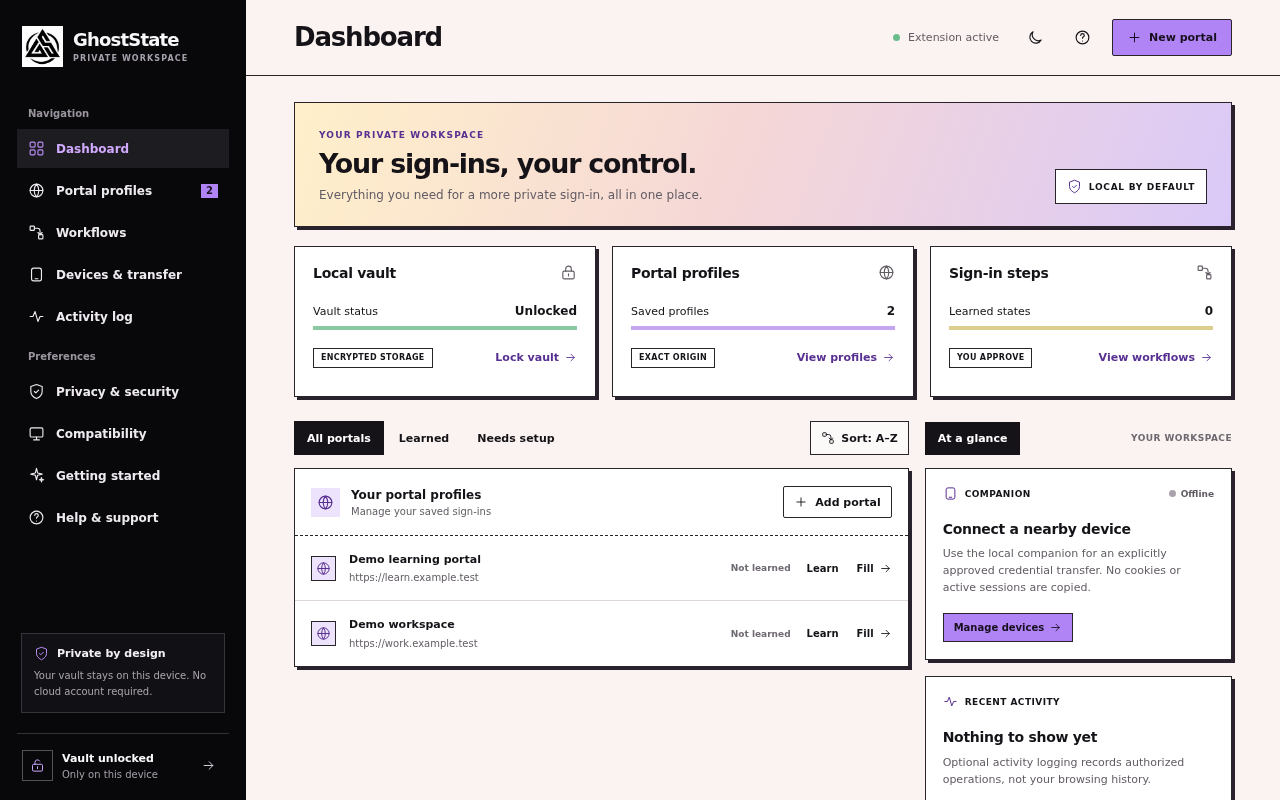 GhostState
PRIVATE WORKSPACE
Navigation
Dashboard
Portal profiles 2
Workflows
Devices & transfer
Activity log
Preferences
Privacy & security
Compatibility
Getting started
Help & support
Private by design
Your vault stays on this device. No
cloud account required.
Vault unlocked
Only on this device
Dashboard
Extension active
New portal
YOUR PRIVATE WORKSPACE
Your sign-ins, your control.
Everything you need for a more private sign-in, all in one place.
LOCAL BY DEFAULT
Local vault
Vault status Unlocked
ENCRYPTED STORAGE Lock vault →
Portal profiles
Saved profiles 2
EXACT ORIGIN View profiles →
Sign-in steps
Learned states 0
YOU APPROVE View workflows →
All portals Learned Needs setup Sort: A–Z
Your portal profiles
Manage your saved sign-ins
Add portal
Demo learning portal
https://learn.example.test
Not learned Learn Fill →
Demo workspace
https://work.example.test
Not learned Learn Fill →
At a glance YOUR WORKSPACE
COMPANION Offline
Connect a nearby device
Use the local companion for an explicitly
approved credential transfer. No cookies or
active sessions are copied.
Manage devices →
RECENT ACTIVITY
Nothing to show yet
Optional activity logging records authorized
operations, not your browsing history.